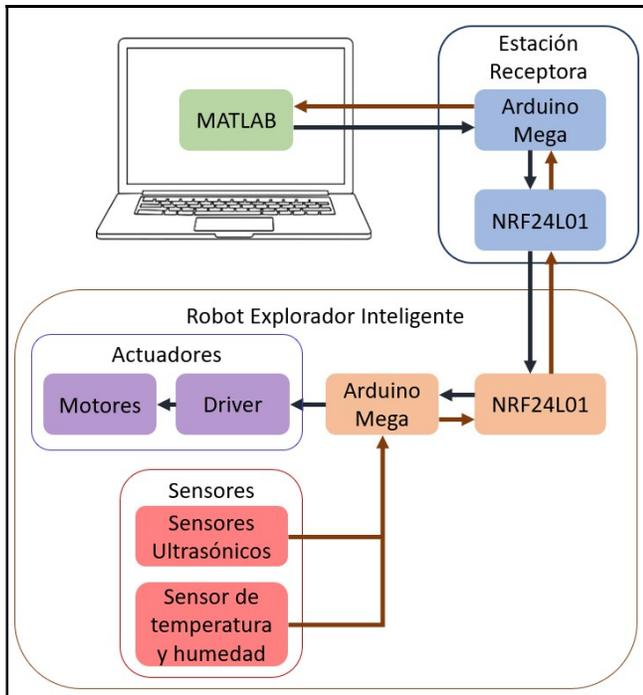 Estación
Receptora
MATLAB
Arduino
Mega
NRF24L01
Robot Explorador Inteligente
Actuadores
Motores
Driver
Arduino
Mega
NRF24L01
Sensores
Sensores
Ultrasónicos
Sensor de
temperatura
y humedad